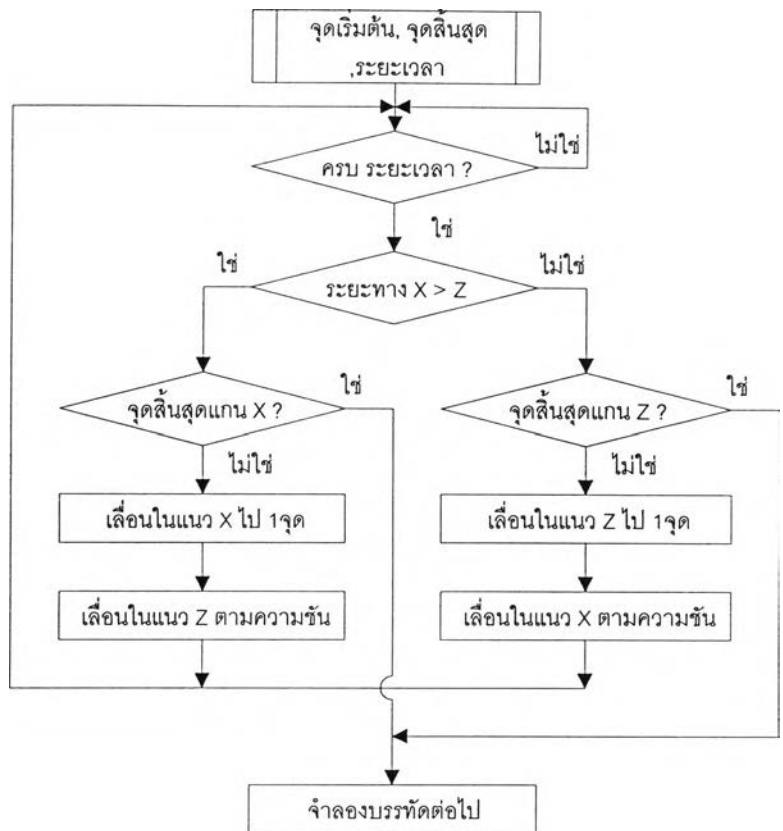 จุดเริ่มต้น, จุดสิ้นสุด
,ระยะเวลา
ไม่ใช่
ครบ ระยะเวลา ?
ใช่
ใช่
ไม่ใช่
ระยะทาง X > Z
ใช่
ใช่
จุดสิ้นสุดแกน X ?
จุดสิ้นสุดแกน Z ?
ไม่ใช่
ไม่ใช่
เลื่อนในแนว X ไป 1จุด
เลื่อนในแนว Z ไป 1จุด
เลื่อนในแนว Z ตามความชัน
เลื่อนในแนว X ตามความชัน
จำลองบรรทัดต่อไป